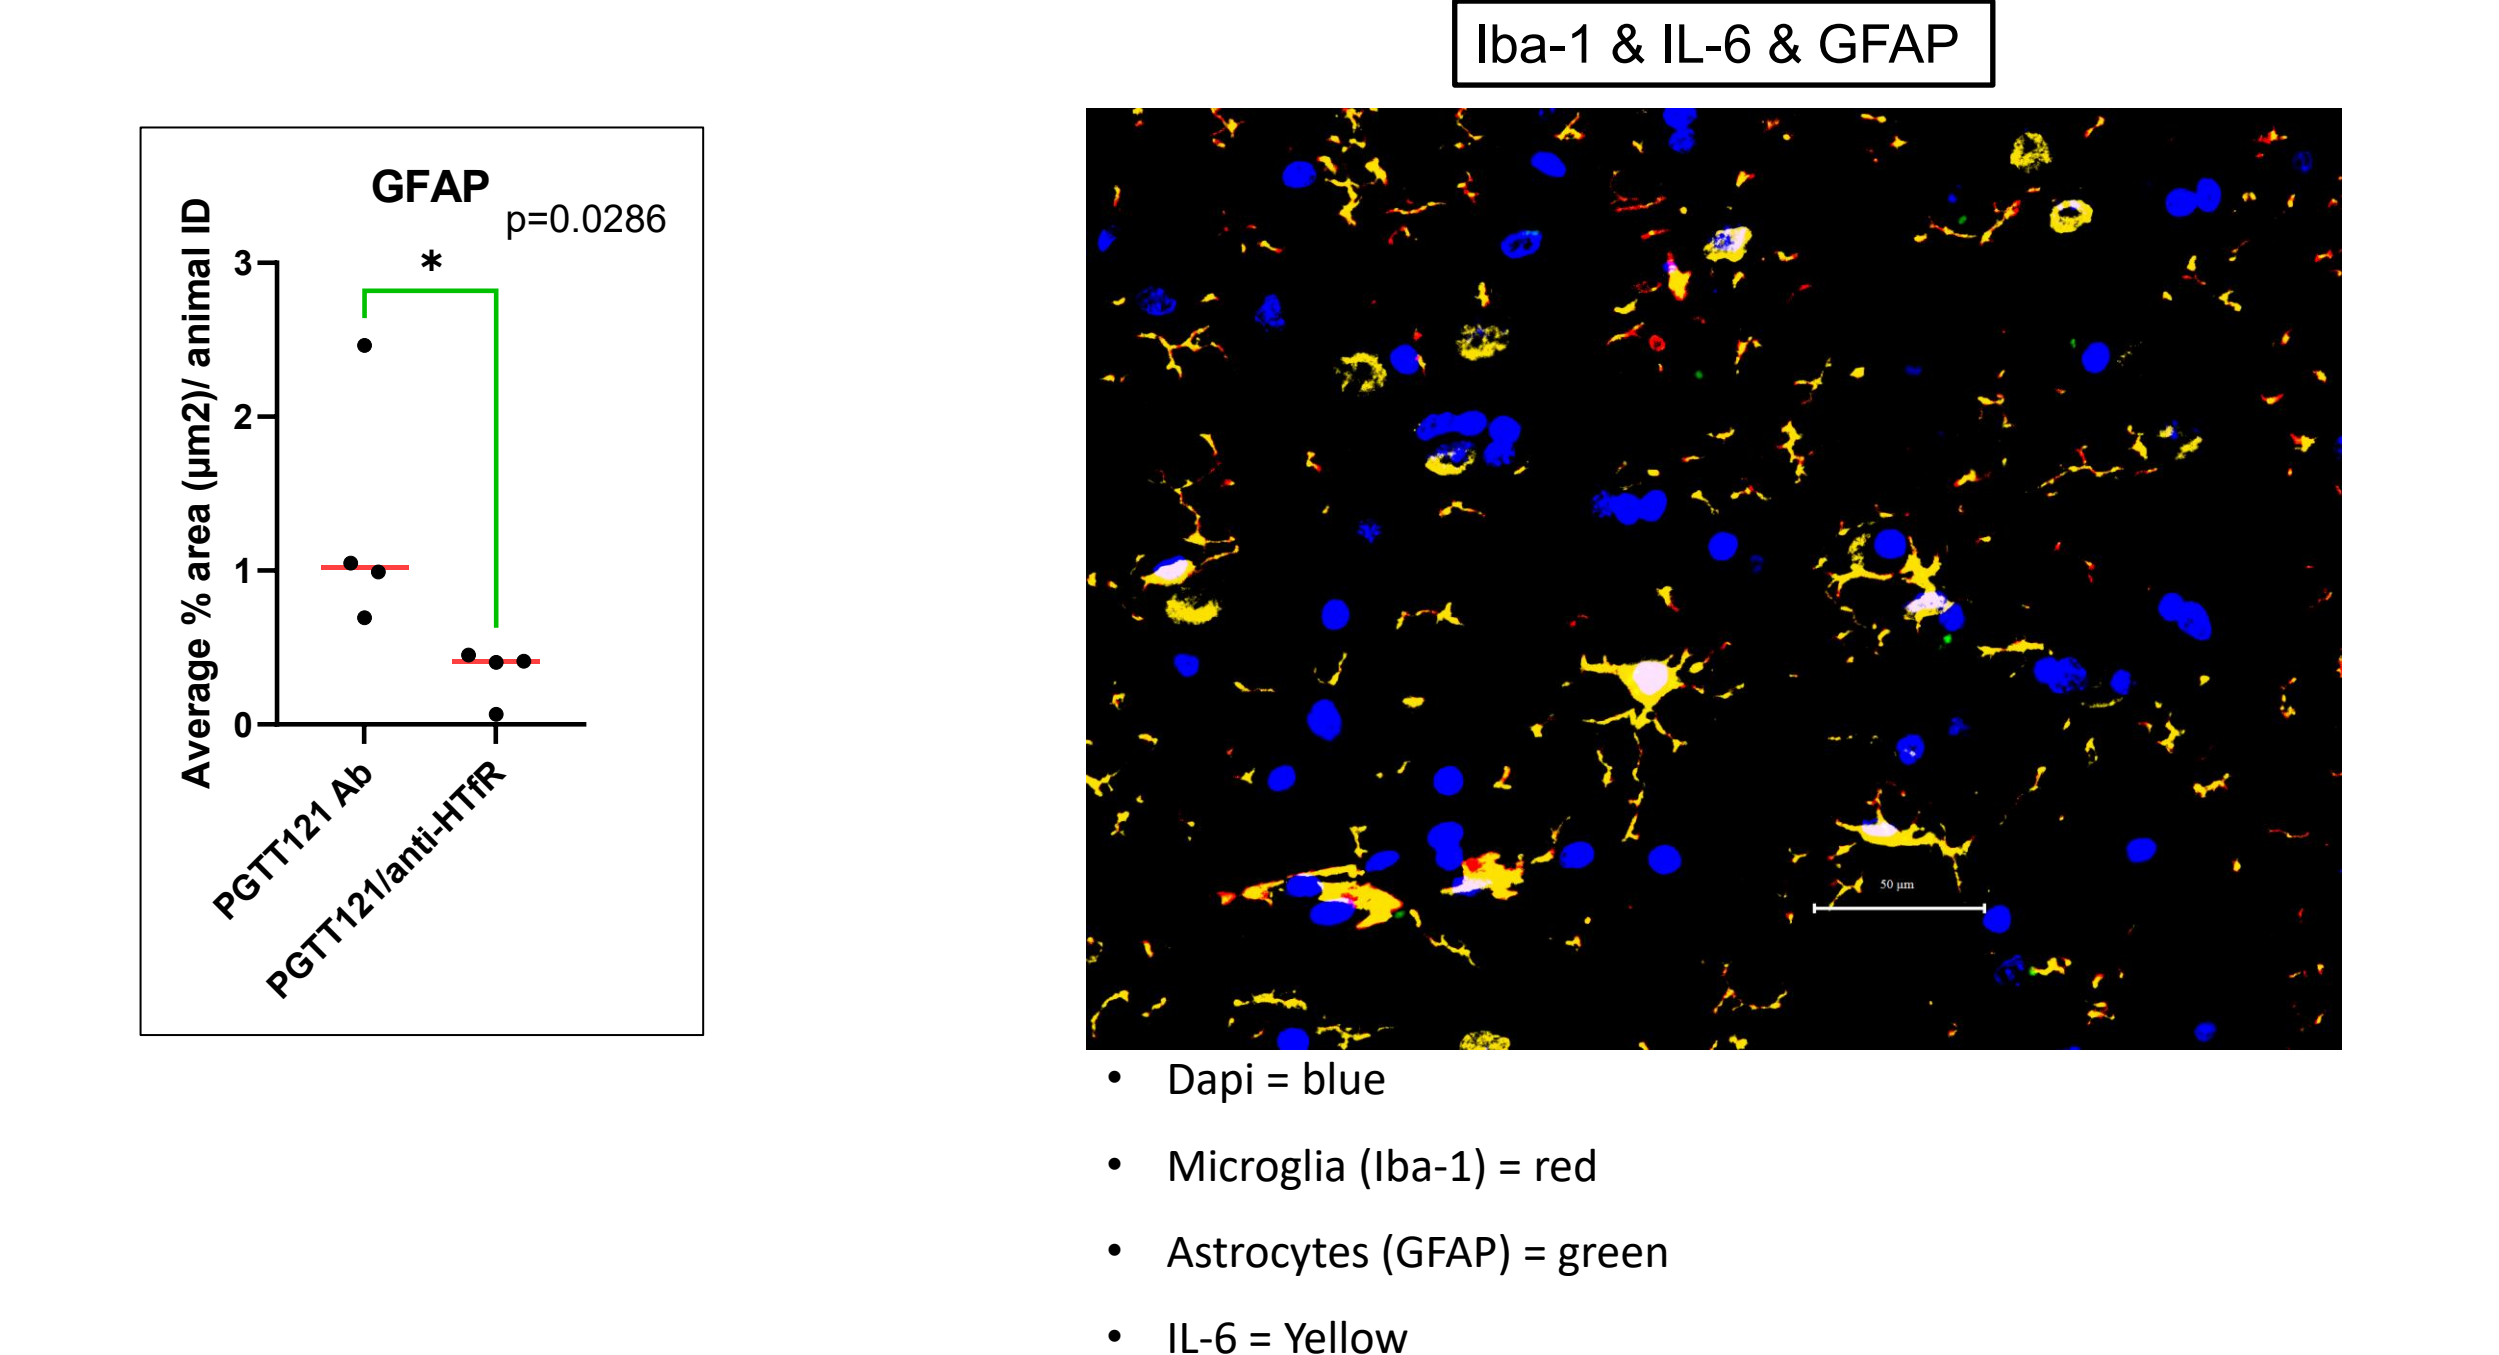 Iba-1 & IL-6 & GFAP
GFAP
p=0.0286
*
Average % area (µm2)/ animal ID
3
2
1
0
PGTT121 Ab
PGTT121/anti-HTfR
50 µm
• Dapi = blue
• Microglia (Iba-1) = red
• Astrocytes (GFAP) = green
• IL-6 = Yellow